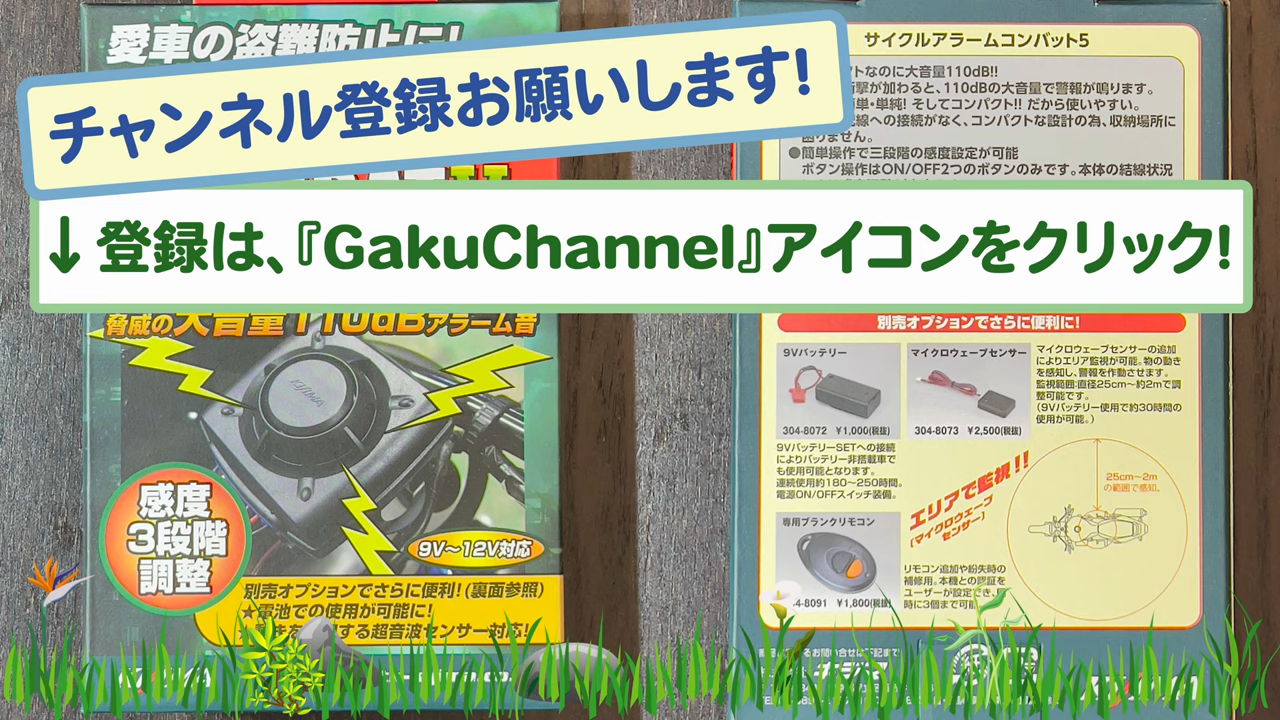 愛車の盗難防止に!
チャンネル登録お願いします!
↓登録は、『GakuChannel』アイコンをクリック!
脅威の大音量110dBアラーム音
KIJIMA
感度
3段階
調整
9V〜12V対応
別売オプションでさらに便利!(裏面参照)
★電池での使用が可能に!
する超音波センサー対応!
サイクルアラームコンバット5
トなのに大音量110dB!!
衝撃が加わると、110dBの大音量で警報が鳴ります。
簡単・単純! そしてコンパクト!! だから使いやすい。
線への接続がなく、コンパクトな設計の為、収納場所に
困りません。
●簡単操作で三段階の感度設定が可能
ボタン操作はON/OFF2つのボタンのみです。本体の結線状況
別売オプションでさらに便利に!
9Vバッテリー
304-8072 ¥1,000(税抜)
9VバッテリーSETへの接続
によりバッテリー非搭載車で
も使用可能となります。
連続使用約180〜250時間。
電源ON/OFFスイッチ装備。
マイクロウェーブセンサー
304-8073 ¥2,500(税抜)
マイクロウェーブセンサーの追加
によりエリア監視が可能。物の動き
を感知し、警報を作動させます。
監視範囲:直径25cm〜約2mで調
整可能です。
(9Vバッテリー使用で約30時間の
使用が可能。)
エリアで監視!!
[マイクロウェーブ
センサー]
25cm〜2m
の範囲で感知。
専用ブランクリモコン
4-8091 ¥1,800(税抜)
リモコン追加や紛失時の
補修用。本機との認証を
ユーザーが設定でき、同
時に3個まで可能